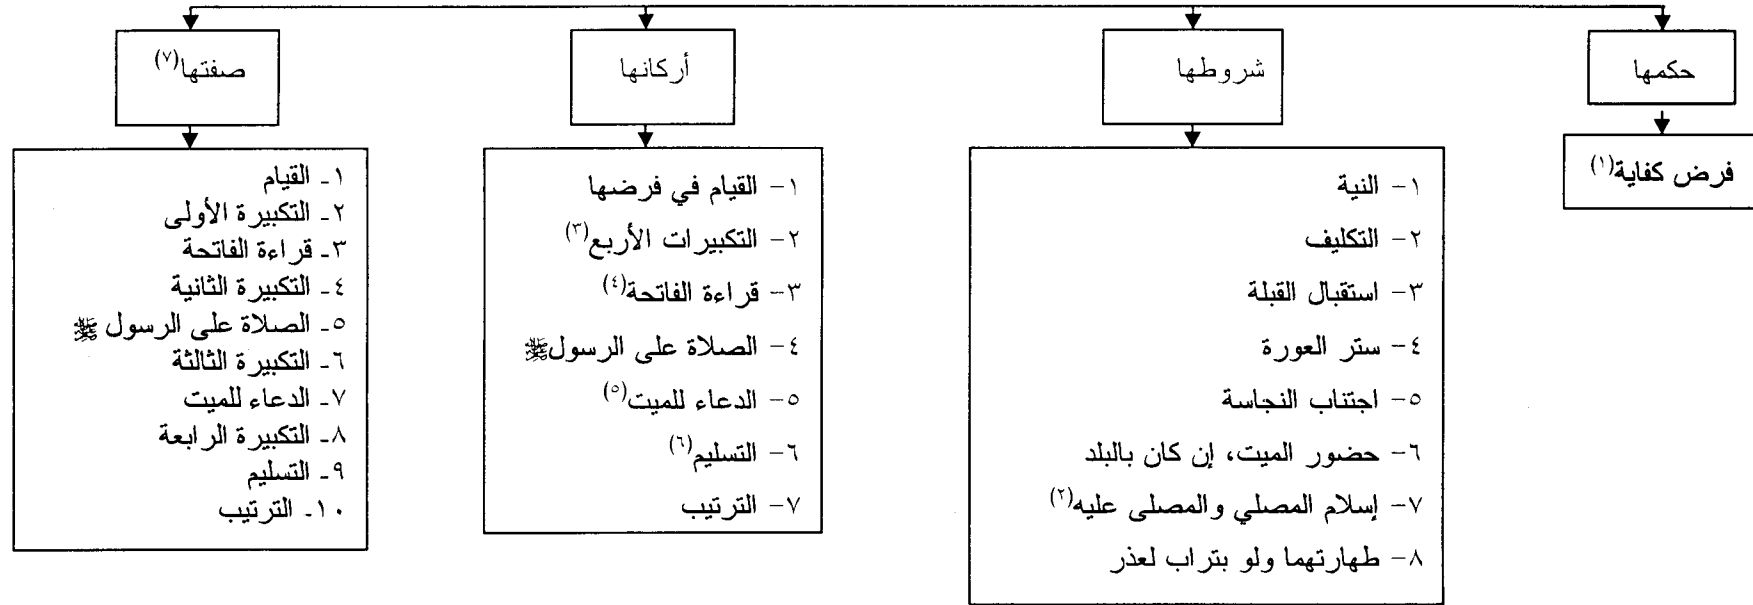 حكمها
فرض كفاية(١)
شروطها
١- النية
٢- التكليف
٣- استقبال القبلة
٤- ستر العورة
٥- اجتناب النجاسة
٦- حضور الميت، إن كان بالبلد
٧- إسلام المصلي والمصلى عليه(٢)
٨- طهارتهما ولو بتراب لعذر
أركانها
١- القيام في فرضها
٢- التكبيرات الأربع(٣)
٣- قراءة الفاتحة(٤)
٤- الصلاة على الرسول ﷺ
٥- الدعاء للميت(٥)
٦- التسليم(٦)
٧- الترتيب
صفتها(٧)
١- القيام
٢- التكبيرة الأولى
٣- قراءة الفاتحة
٤- التكبيرة الثانية
٥- الصلاة على الرسول ﷺ
٦- التكبيرة الثالثة
٧- الدعاء للميت
٨- التكبيرة الرابعة
٩- التسليم
١٠- الترتيب